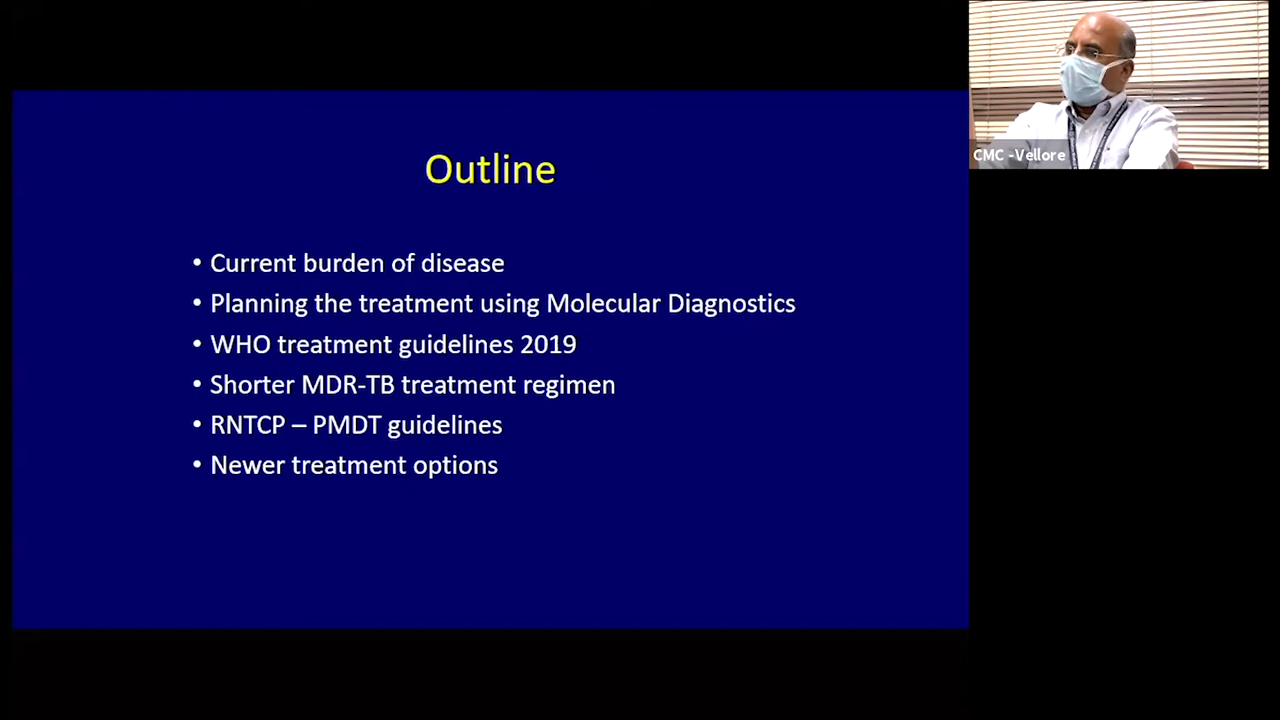 Outline
• Current burden of disease
• Planning the treatment using Molecular Diagnostics
• WHO treatment guidelines 2019
• Shorter MDR-TB treatment regimen
• RNTCP – PMDT guidelines
• Newer treatment options
CMC -Vellore